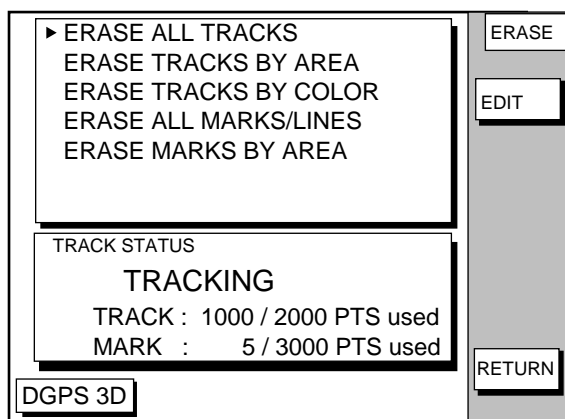 ▶ ERASE ALL TRACKS
ERASE TRACKS BY AREA
ERASE TRACKS BY COLOR
ERASE ALL MARKS/LINES
ERASE MARKS BY AREA
TRACK STATUS
TRACKING
TRACK : 1000 / 2000 PTS used
MARK : 5 / 3000 PTS used
DGPS 3D
ERASE
EDIT
RETURN